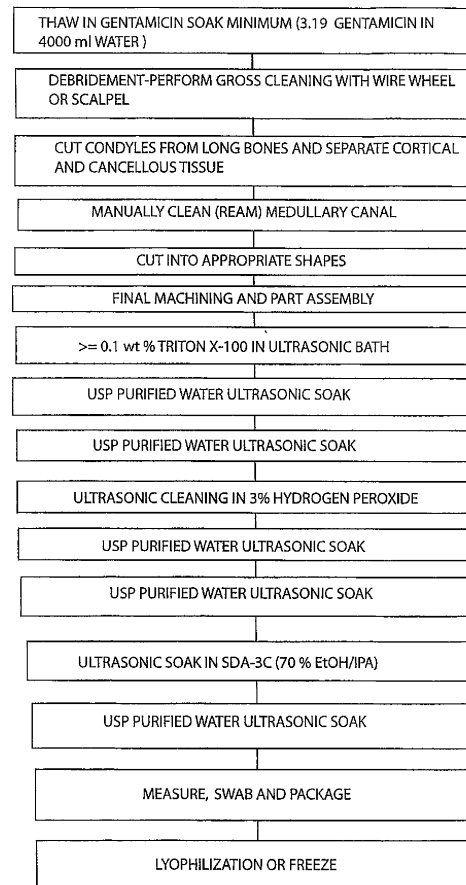 THAW IN GENTAMICIN SOAK MINIMUM (3.19 GENTAMICIN IN
4000 ml WATER )
DEBRIDEMENT-PERFORM GROSS CLEANING WITH WIRE WHEEL
OR SCALPEL
CUT CONDYLES FROM LONG BONES AND SEPARATE CORTICAL
AND CANCELLOUS TISSUE
MANUALLY CLEAN (REAM) MEDULLARY CANAL
CUT INTO APPROPRIATE SHAPES
FINAL MACHINING AND PART ASSEMBLY
>= 0.1 wt % TRITON X-100 IN ULTRASONIC BATH
USP PURIFIED WATER ULTRASONIC SOAK
USP PURIFIED WATER ULTRASONIC SOAK
ULTRASONIC CLEANING IN 3% HYDROGEN PEROXIDE
USP PURIFIED WATER ULTRASONIC SOAK
USP PURIFIED WATER ULTRASONIC SOAK
ULTRASONIC SOAK IN SDA-3C (70 % EtOH/IPA)
USP PURIFIED WATER ULTRASONIC SOAK
MEASURE, SWAB AND PACKAGE
LYOPHILIZATION OR FREEZE